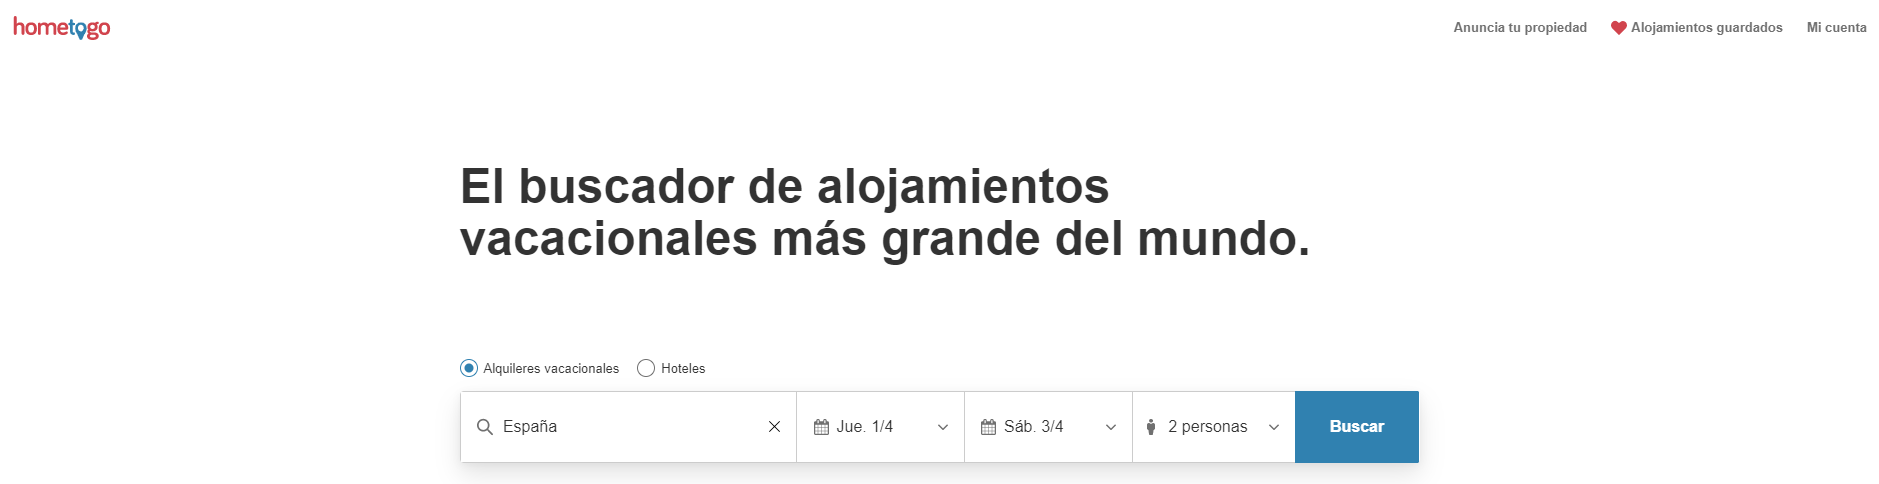 hometogo
Anuncia tu propiedad
Alojamientos guardados
Mi cuenta
El buscador de alojamientos
vacacionales más grande del mundo.
Alquileres vacacionales
Hoteles
España
Jue. 1/4
Sáb. 3/4
2 personas
Buscar